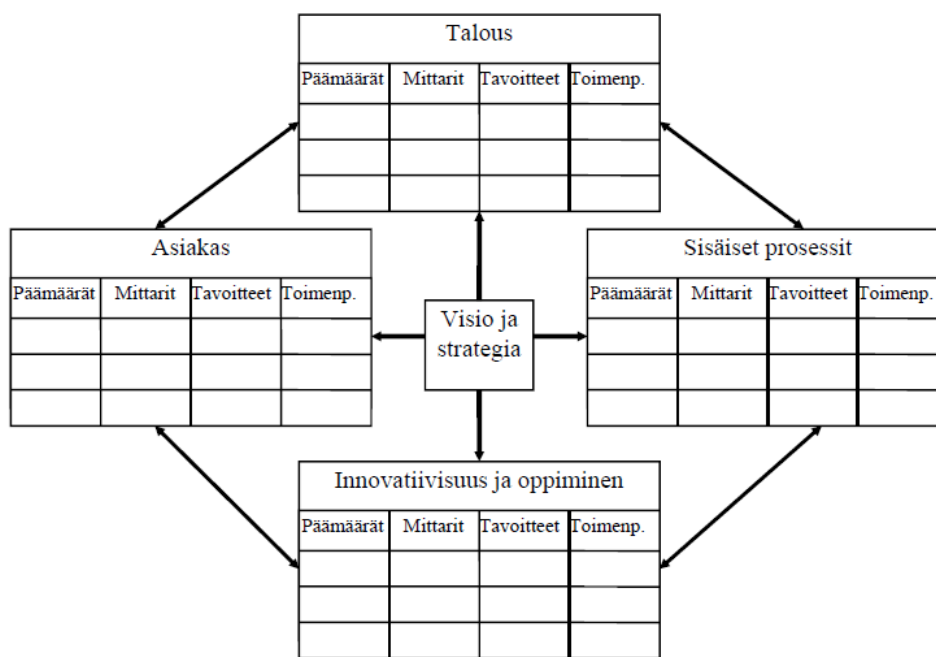 Talous
Päämäärät Mittarit Tavoitteet Toimenp.
Asiakas
Päämäärät Mittarit Tavoitteet Toimenp.
Visio ja
strategia
Sisäiset prosessit
Päämäärät Mittarit Tavoitteet Toimenp.
Innovatiivisuus ja oppiminen
Päämäärät Mittarit Tavoitteet Toimenp.